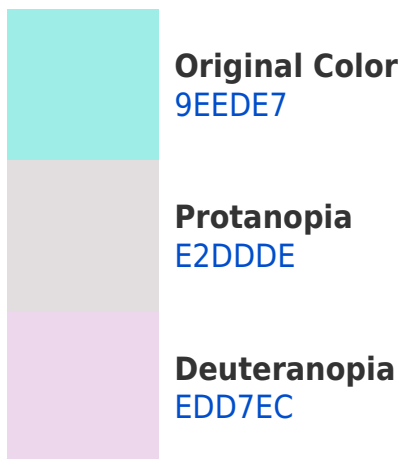 Original Color
9EEDE7
Protanopia
E2DDDE
Deuteranopia
EDD7EC